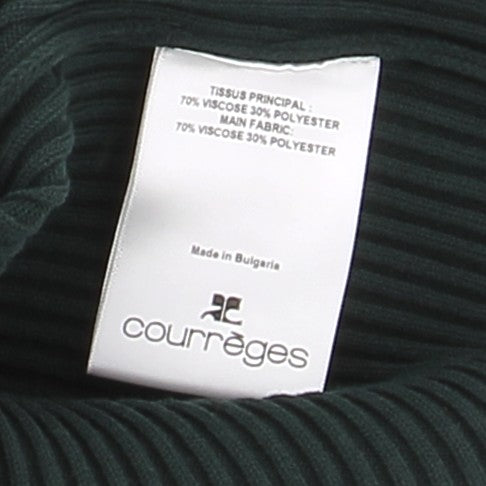 TISSUS PRINCIPAL :
70% VISCOSE 30% POLYESTER
MAIN FABRIC:
70% VISCOSE 30% POLYESTER
Made in Bulgaria
courrèges